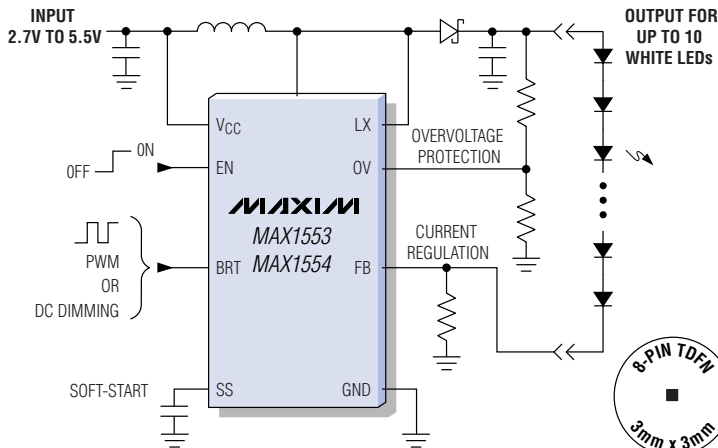 INPUT
2.7V TO 5.5V
OUTPUT FOR
UP TO 10
WHITE LEDs
VCC
LX
OVERVOLTAGE
PROTECTION
OFF
ON
EN
OV
MAXIM
MAX1553
MAX1554
CURRENT
REGULATION
PWM
OR
DC DIMMING
BRT
FB
SOFT-START
SS
GND
8-PIN TDFN
3mm x 3mm